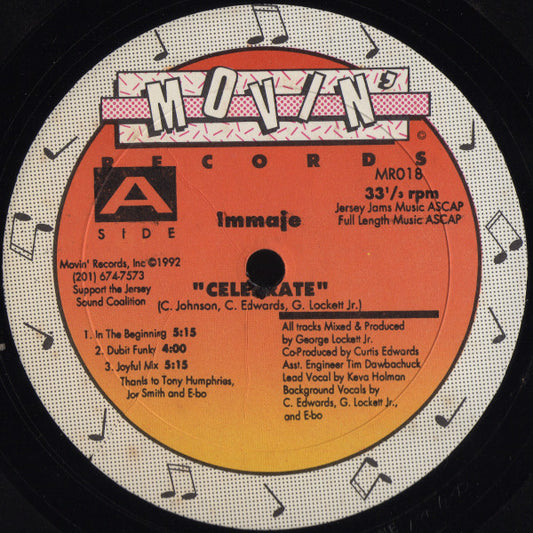 MOVIN'
RECORDS
©
MR018
33 1/3 rpm
Jersey Jams Music ASCAP
Full Length Music ASCAP
A
SIDE
Immaje
Movin' Records, Inc ©1992
(201) 674-7573
Support the Jersey
Sound Coalition
"CELEBRATE"
(C. Johnson, C. Edwards, G. Lockett Jr.)
1. In The Beginning 5:15
2. Dubit Funky 4:00
3. Joyful Mix 5:15
Thanls to Tony Humphries,
Jor Smith and E-bo
All tracks Mixed & Produced
by George Lockett Jr.
Co-Produced by Curtis Edwards
Asst. Engineer Tim Dawbachuck
Lead Vocal by Keva Holman
Background Vocals by
C. Edwards, G. Lockett Jr.,
and E-bo